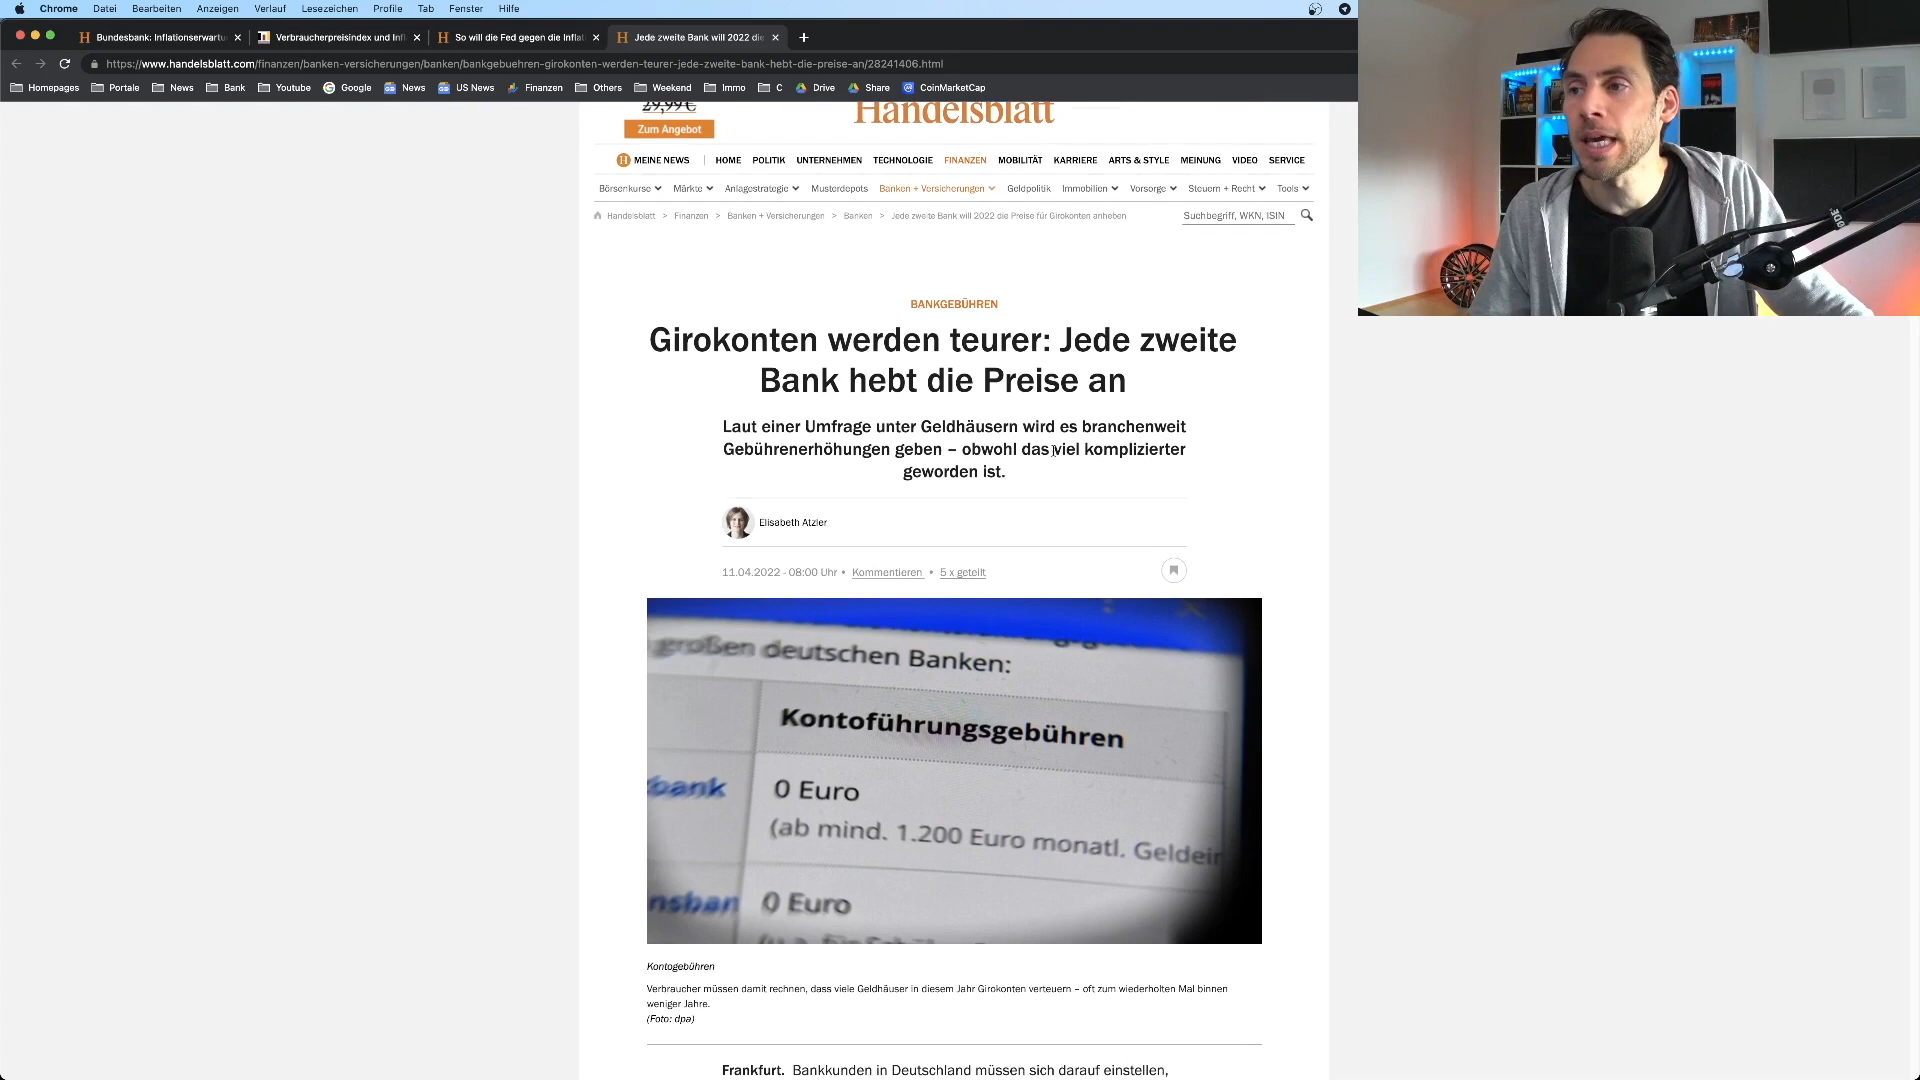 Chrome Datei Bearbeiten Anzeigen Verlauf Lesezeichen Profile Tab Fenster Hilfe
Bundesbank: Inflationserwartu
Verbraucherpreisindex und Infl
So will die Fed gegen die Inflat
Jede zweite Bank will 2022 die
https://www.handelsblatt.com/finanzen/banken-versicherungen/banken/bankgebuehren-girokonten-werden-teurer-jede-zweite-bank-hebt-die-preise-an/28241406.html
Homepages Portale News Bank Youtube Google News US News Finanzen Others Weekend Immo C Drive Share CoinMarketCap
29,99 €
Zum Angebot
Handelsblatt
MEINE NEWS | HOME POLITIK UNTERNEHMEN TECHNOLOGIE FINANZEN MOBILITÄT KARRIERE ARTS & STYLE MEINUNG VIDEO SERVICE
Börsenkurse Märkte Anlagestrategie Musterdepots Banken + Versicherungen Geldpolitik Immobilien Vorsorge Steuern + Recht Tools
Handelsblatt > Finanzen > Banken + Versicherungen > Banken > Jede zweite Bank will 2022 die Preise für Girokonten anheben
Suchbegriff, WKN, ISIN
BANKGEBÜHREN
Girokonten werden teurer: Jede zweite
Bank hebt die Preise an
Laut einer Umfrage unter Geldhäusern wird es branchenweit
Gebührenerhöhungen geben – obwohl das viel komplizierter
geworden ist.
Elisabeth Atzler
11.04.2022 - 08:00 Uhr • Kommentieren • 5 x geteilt
großen deutschen Banken:
Kontoführungsgebühren
bank 0 Euro
(ab mind. 1.200 Euro monatl. Geldein
nsban 0 Euro
Kontogebühren
Verbraucher müssen damit rechnen, dass viele Geldhäuser in diesem Jahr Girokonten verteuern – oft zum wiederholten Mal binnen
weniger Jahre.
(Foto: dpa)
Frankfurt. Bankkunden in Deutschland müssen sich darauf einstellen,